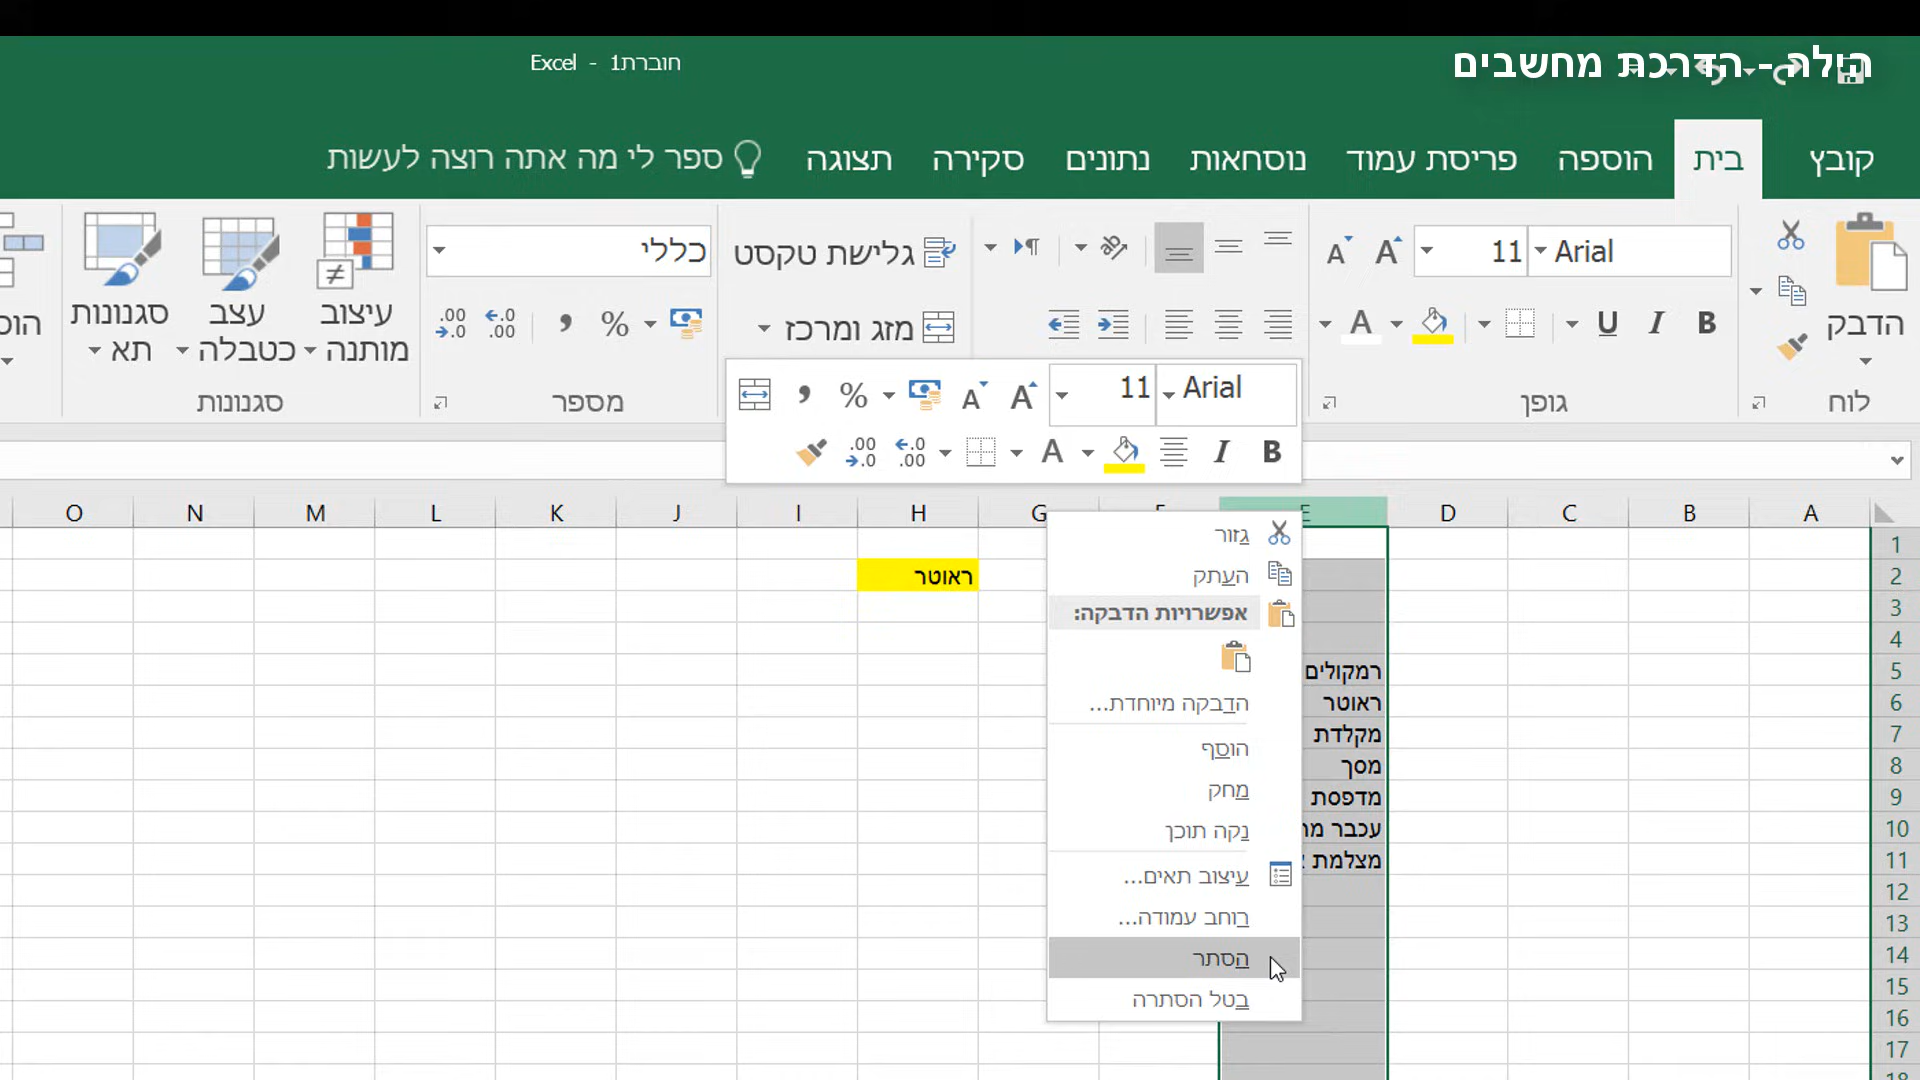 חוברת1 - Excel
הילה - הדרכת מחשבים
קובץ בית הוספה פריסת עמוד נוסחאות נתונים סקירה תצוגה ספר לי מה אתה רוצה לעשות
הדבק
לוח
Arial 11
B I U
גופן
גלישת טקסט
מזג ומרכז
כללי
%
מספר
עיצוב מותנה
עצב כטבלה
סגנונות תא
סגנונות
Arial 11
%
B I
A B C D E G H I J K L M N O
1
2 ראוטר
3
4
5 רמקולים
6 ראוטר
7 מקלדת
8 מסך
9 מדפסת
10 עכבר
11 מצלמת
12
13
14
15
16
17
18
גזור
העתק
אפשרויות הדבקה:
הדבקה מיוחדת...
הוסף
מחק
נקה תוכן
עיצוב תאים...
רוחב עמודה...
הסתר
בטל הסתרה